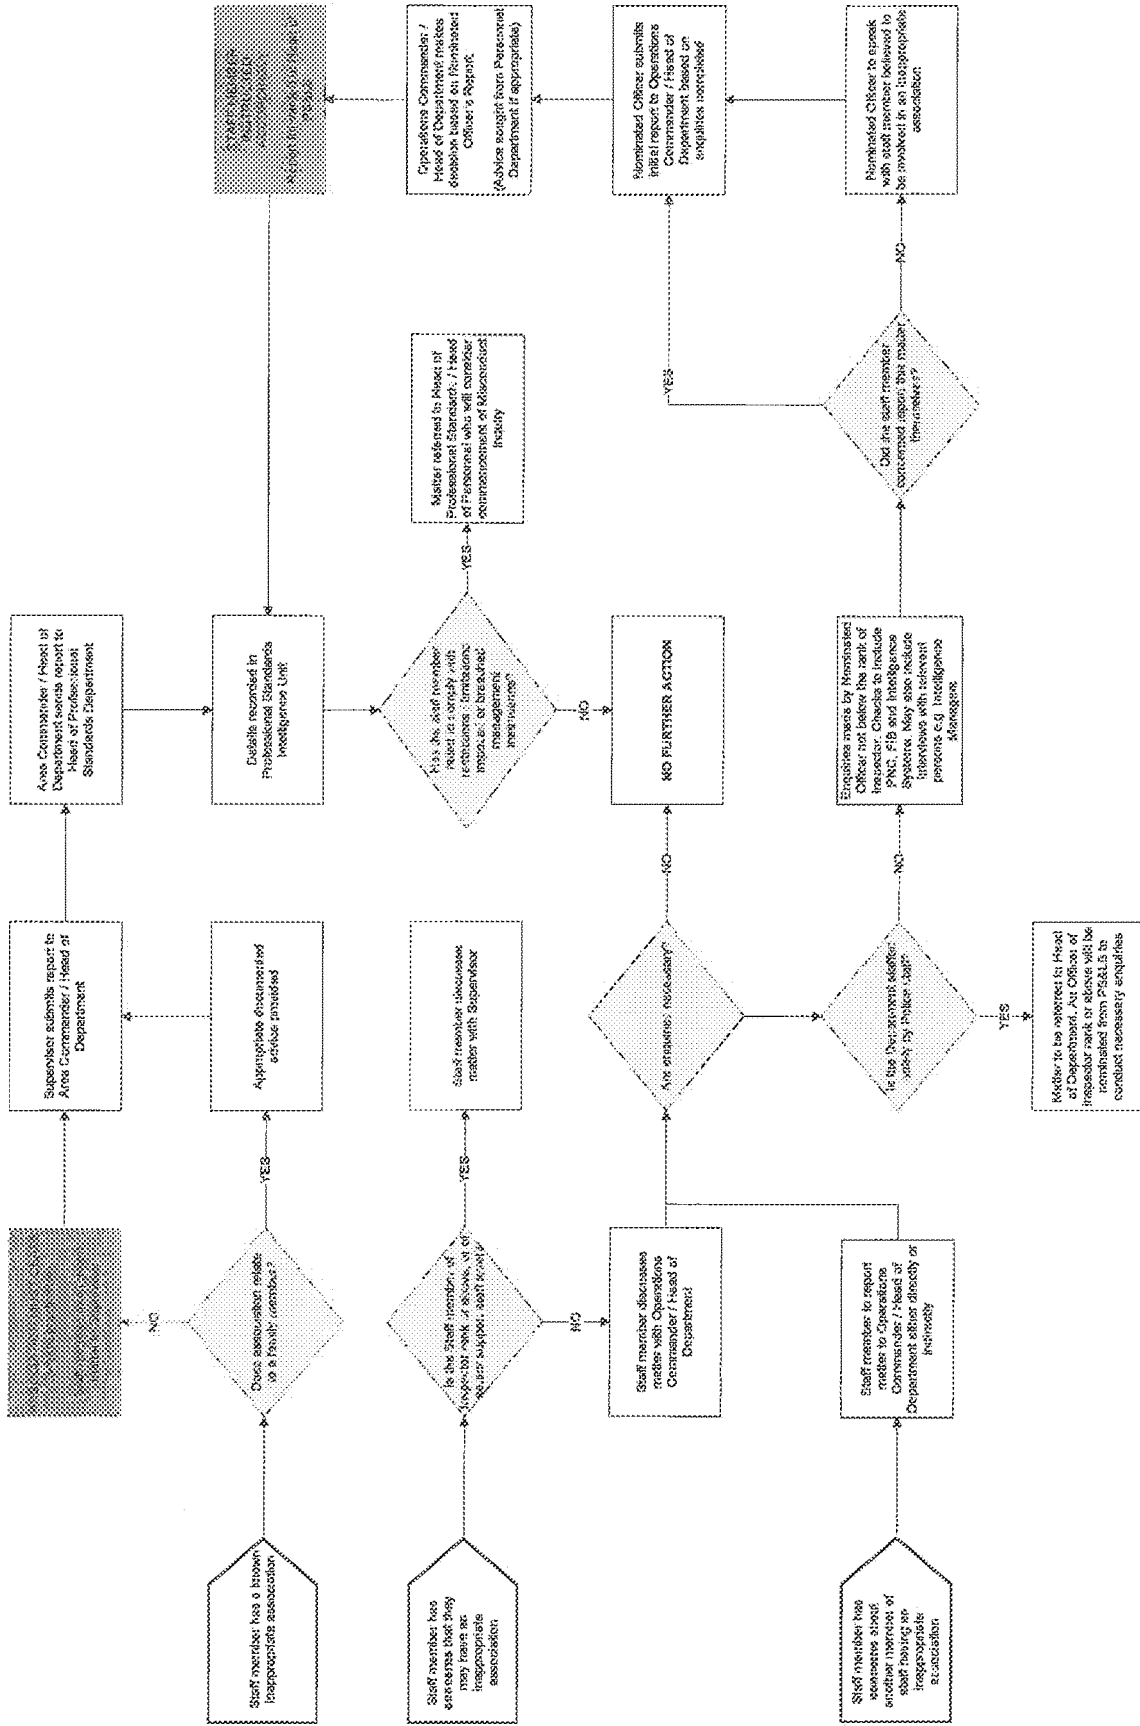 Staff member has a known
inappropriate association
Does association relate
to a family member?
NO
YES
Appropriate documented
advice provided
Supervisor submits report to
Area Commander / Head of
Department
Area Commander / Head of
Department sends report to
Head of Professional
Standards Department
Details recorded in
Professional Standards
Intelligence Unit
Has the staff member
failed to comply with
restrictions / limitations
imposed or breached
management
instructions?
YES
Matter referred to Head of
Professional Standards / Head
of Personnel who will consider
commencement of Misconduct
Inquiry
NO
NO FURTHER ACTION
Staff member has
concerns that they
may have an
inappropriate
association
Is the Staff member, of
Inspector rank or above, or of
senior support staff
YES
Staff member discusses
matter with Supervisor
NO
Staff member discusses
matter with Operations
Commander / Head of
Department
Are enquiries necessary?
NO
Staff member has
concerns about
another member of
staff having an
inappropriate
association
Staff member to report
matter to Operations
Commander / Head of
Department either directly or
indirectly
Is the Department staffed
solely by Police staff?
YES
Matter to be referred to Head
of Department. An Officer of
Inspector rank or above will be
nominated from to
conduct necessary enquiries
NO
Enquiries made by Nominated
Officer not below the rank of
Inspector. Checks to include
PNC, FIB and Intelligence
Systems. May also include
interviews with relevant
persons e.g. Intelligence
Managers
Did the staff member
concerned report the matter
themselves?
YES
NO
Nominated Officer to speak
with staff member believed to
be involved in an inappropriate
association
Nominated Officer submits
initial report to Operations
Commander / Head of
Department based on
enquiries completed
Operations Commander /
Head of Department makes
decision based on Nominated
Officer's Report.
(Advice sought from Personnel
Department if appropriate)
STAFF MEMBER